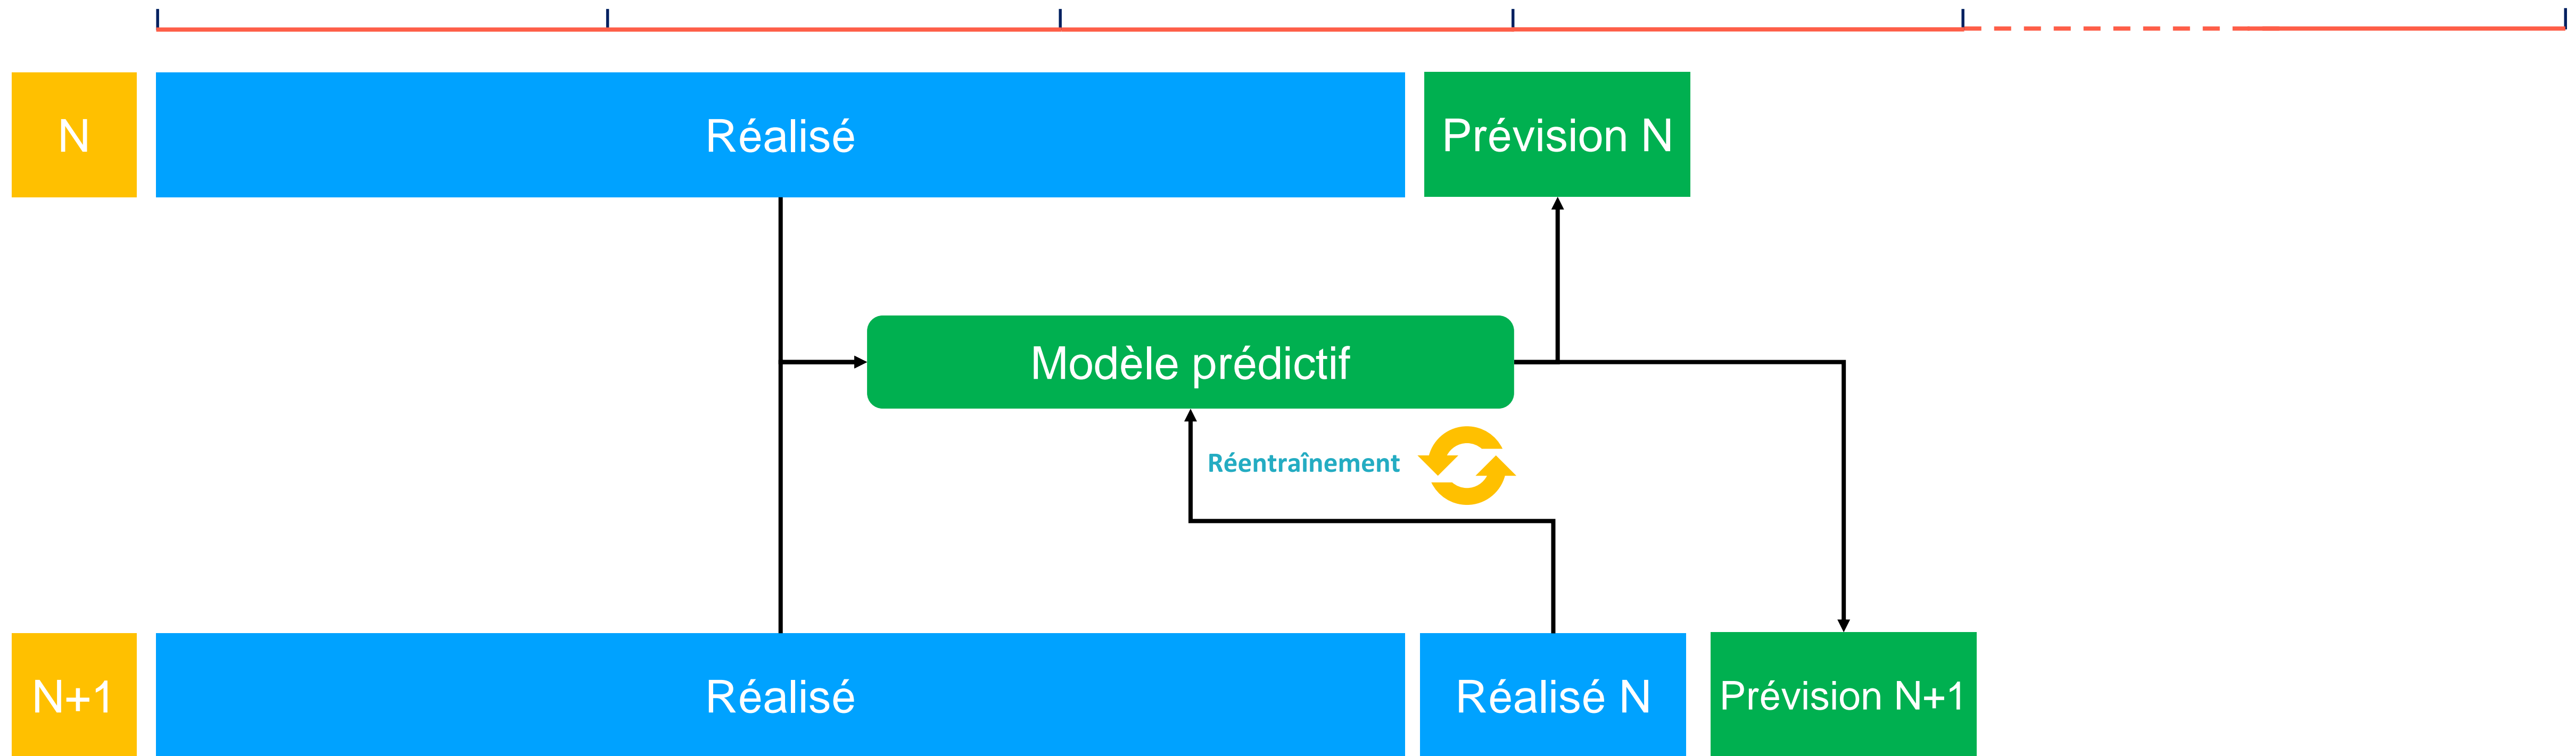 N
Réalisé
Prévision N
Modèle prédictif
Réentraînement
N+1
Réalisé
Réalisé N
Prévision N+1